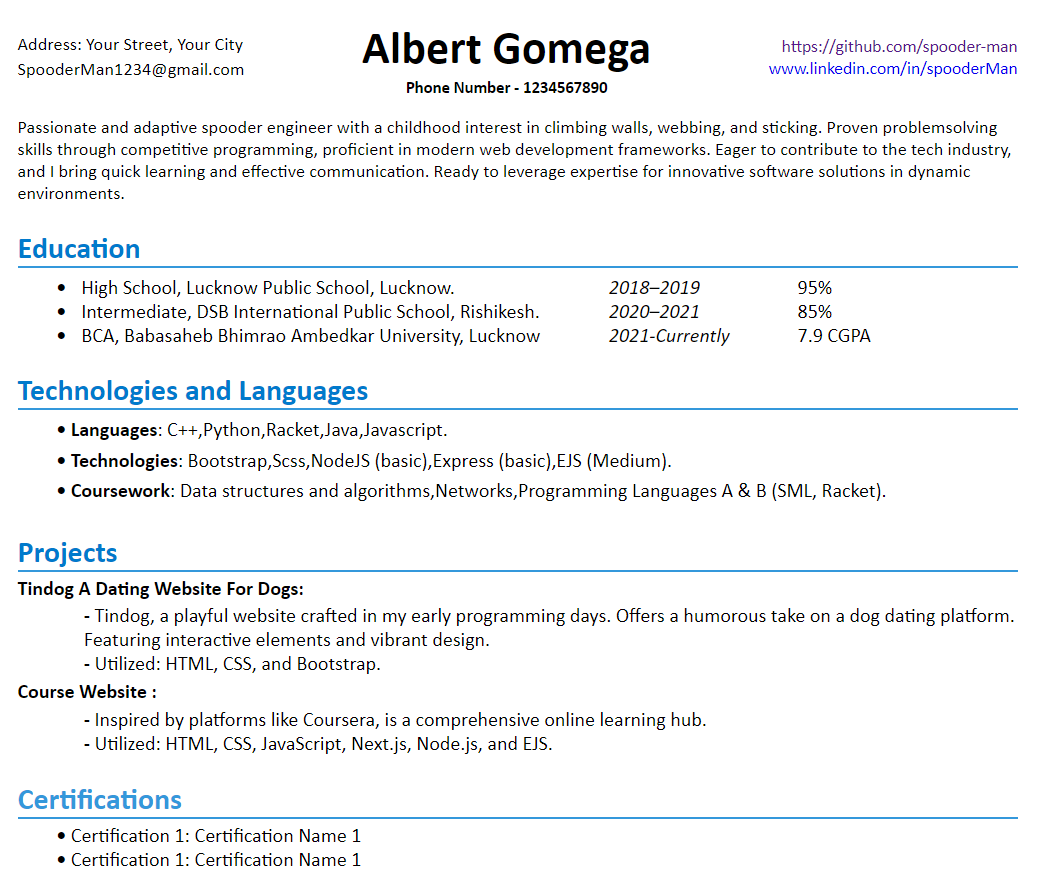 Address: Your Street, Your City
SpooderMan1234@gmail.com
Albert Gomega
Phone Number - 1234567890
https://github.com/spooder-man
www.linkedin.com/in/spooderMan
Passionate and adaptive spooder engineer with a childhood interest in climbing walls, webbing, and sticking. Proven problemsolving
skills through competitive programming, proficient in modern web development frameworks. Eager to contribute to the tech industry,
and I bring quick learning and effective communication. Ready to leverage expertise for innovative software solutions in dynamic
environments.
Education
• High School, Lucknow Public School, Lucknow. 2018–2019 95%
• Intermediate, DSB International Public School, Rishikesh. 2020–2021 85%
• BCA, Babasaheb Bhimrao Ambedkar University, Lucknow 2021-Currently 7.9 CGPA
Technologies and Languages
• Languages: C++,Python,Racket,Java,Javascript.
• Technologies: Bootstrap,Scss,NodeJS (basic),Express (basic),EJS (Medium).
• Coursework: Data structures and algorithms,Networks,Programming Languages A & B (SML, Racket).
Projects
Tindog A Dating Website For Dogs:
- Tindog, a playful website crafted in my early programming days. Offers a humorous take on a dog dating platform.
Featuring interactive elements and vibrant design.
- Utilized: HTML, CSS, and Bootstrap.
Course Website :
- Inspired by platforms like Coursera, is a comprehensive online learning hub.
- Utilized: HTML, CSS, JavaScript, Next.js, Node.js, and EJS.
Certifications
• Certification 1: Certification Name 1
• Certification 1: Certification Name 1